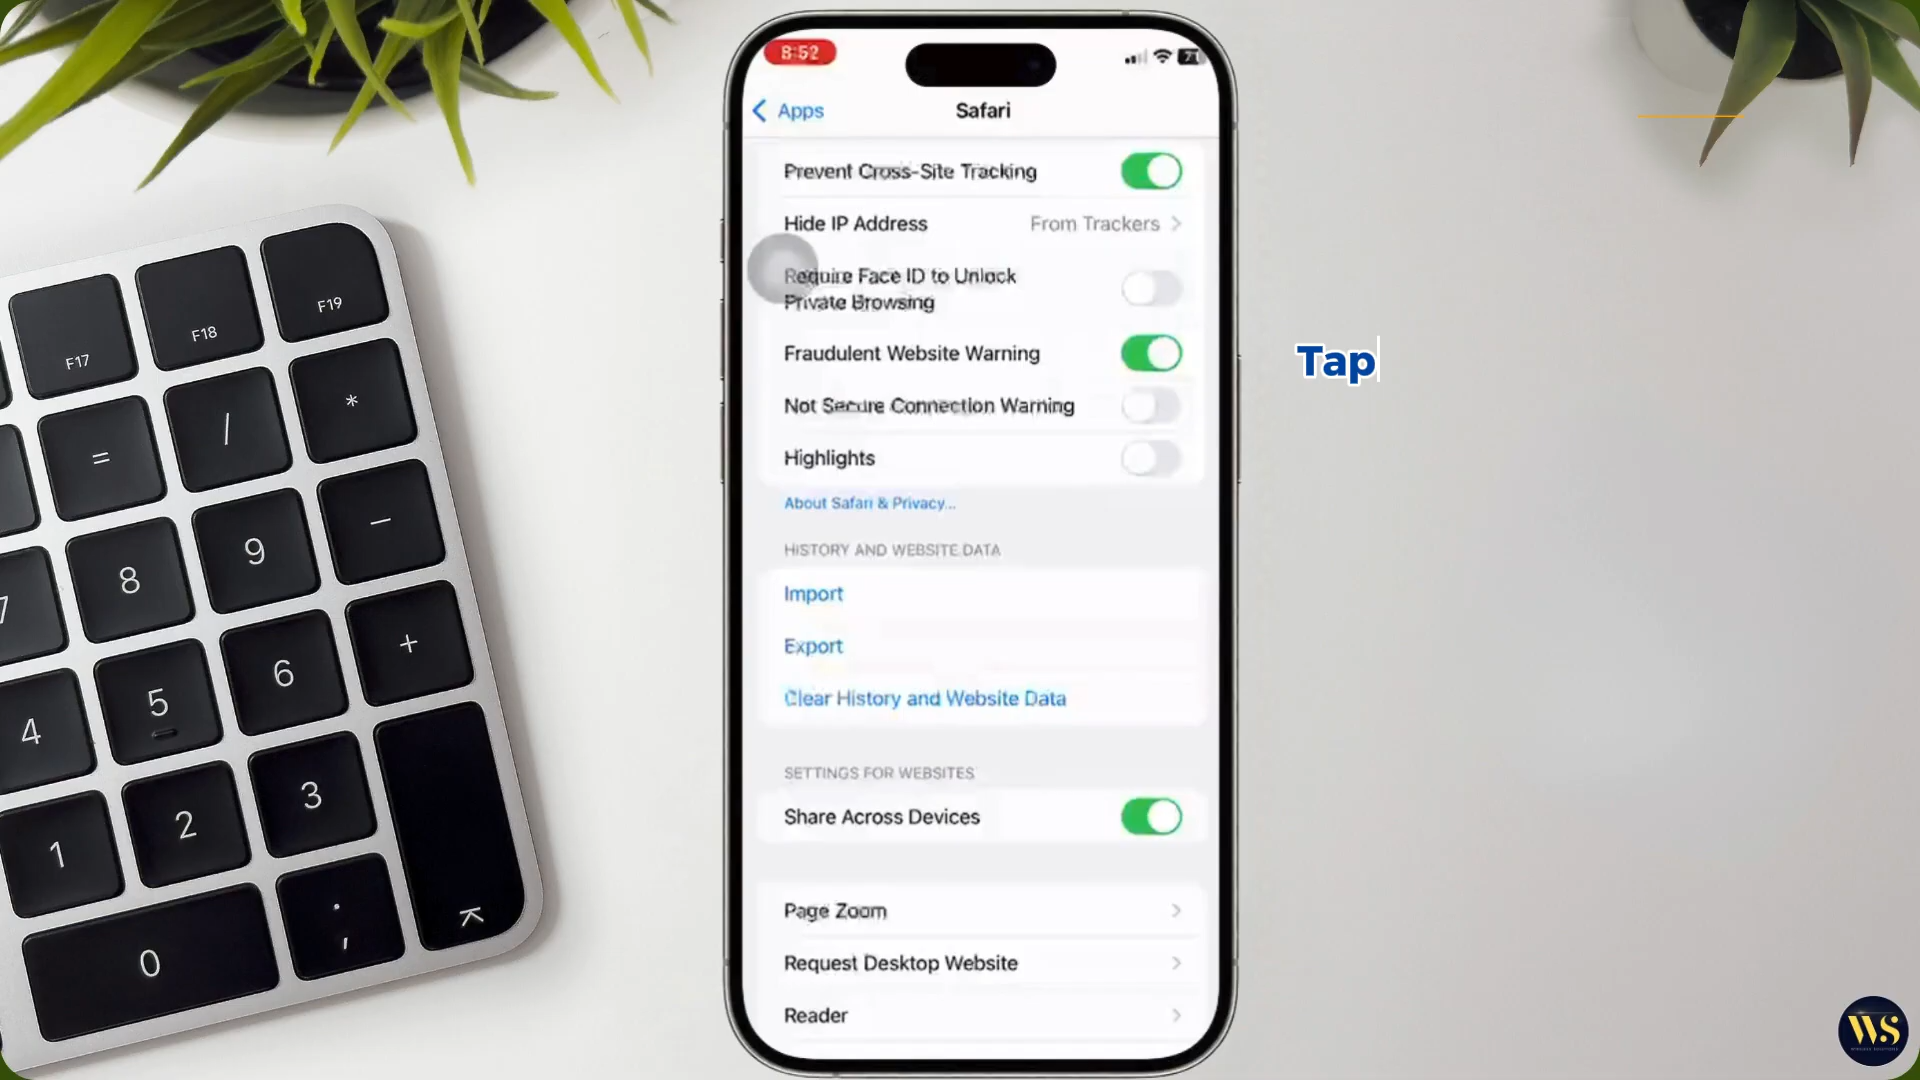 8:52
71
Apps
Safari
Prevent Cross-Site Tracking
Hide IP Address From Trackers
Require Face ID to Unlock
Private Browsing
Fraudulent Website Warning
Not Secure Connection Warning
Highlights
About Safari & Privacy...
HISTORY AND WEBSITE DATA
Import
Export
Clear History and Website Data
SETTINGS FOR WEBSITES
Share Across Devices
Page Zoom
Request Desktop Website
Reader
Tap
F17
F18
F19
=
/
*
7
8
9
−
4
5
6
+
1
2
3
0
.
,
WS